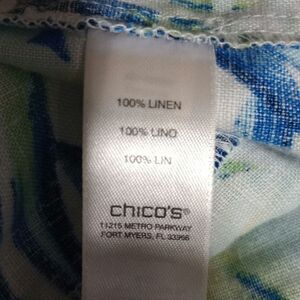 100% LINEN
100% LINO
100% LIN
chico's®
11215 METRO PARKWAY
FORT MYERS, FL 33966